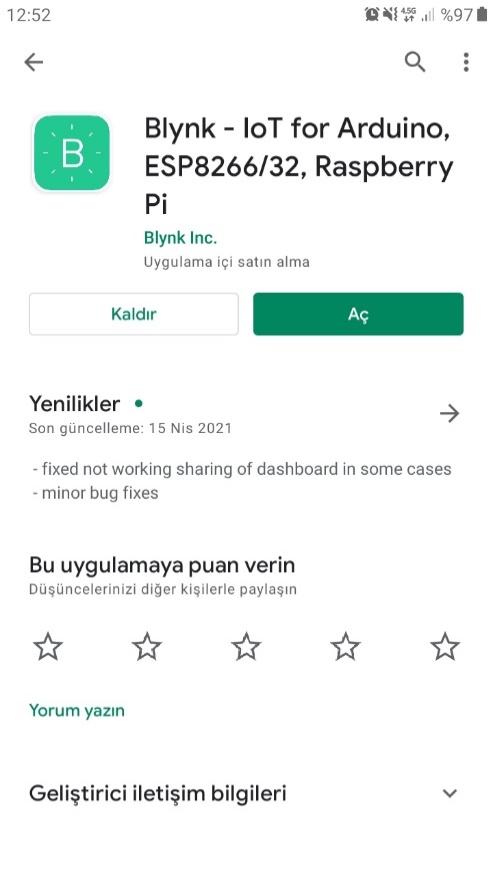 12:52
4.5G %97
Blynk - IoT for Arduino,
ESP8266/32, Raspberry
Pi
B
Blynk Inc.
Uygulama içi satın alma
Kaldır
Aç
Yenilikler
Son güncelleme: 15 Nis 2021
- fixed not working sharing of dashboard in some cases
- minor bug fixes
Bu uygulamaya puan verin
Düşüncelerinizi diğer kişilerle paylaşın
Yorum yazın
Geliştirici iletişim bilgileri